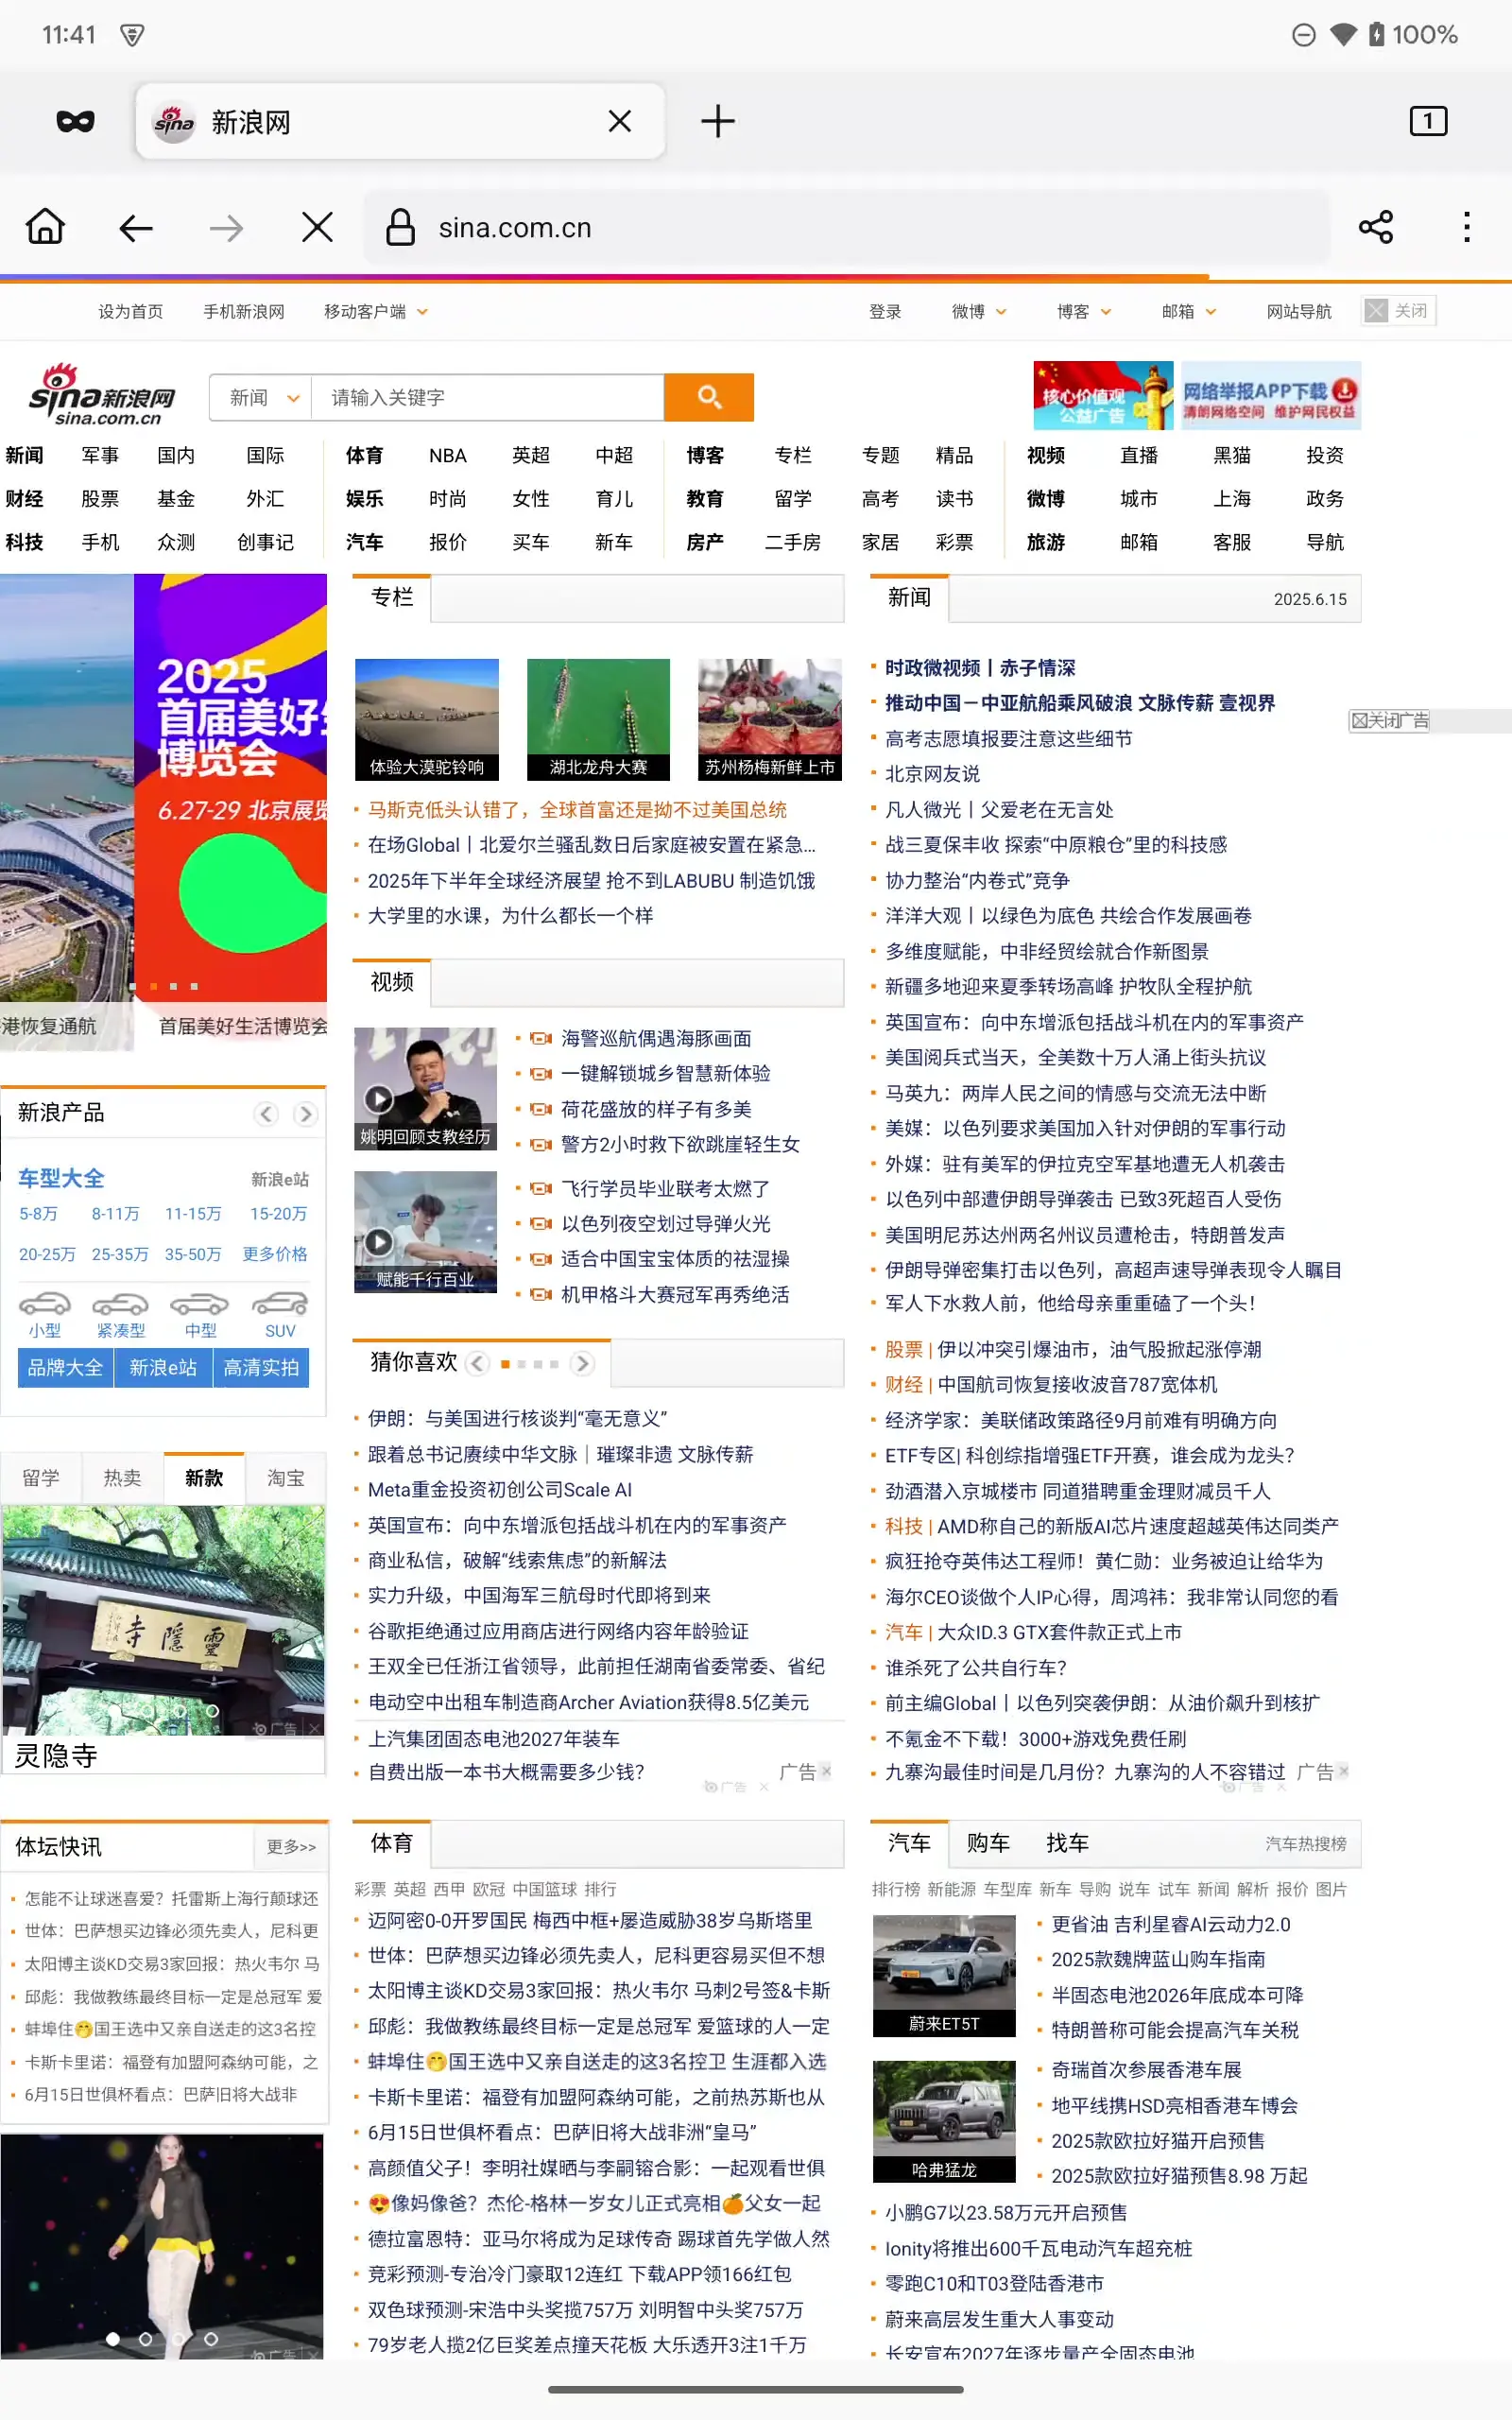 11:41
100%
新浪网
1
sina.com.cn
设为首页 手机新浪网 移动客户端 登录 微博 博客 邮箱 网站导航 关闭
sina新浪网
sina.com.cn
新闻 请输入关键字
核心价值观
公益广告
网络举报APP下载
清朗网络空间 维护网民权益
新闻 军事 国内 国际 体育 NBA 英超 中超 博客 专栏 专题 精品 视频 直播 黑猫 投资
财经 股票 基金 外汇 娱乐 时尚 女性 育儿 教育 留学 高考 读书 微博 城市 上海 政务
科技 手机 众测 创事记 汽车 报价 买车 新车 房产 二手房 家居 彩票 旅游 邮箱 客服 导航
2025
首届美好
博览会
6.27-29 北京展览
港恢复通航 首届美好生活博览会
新浪产品
车型大全 新浪e站
5-8万 8-11万 11-15万 15-20万
20-25万 25-35万 35-50万 更多价格
小型 紧凑型 中型 SUV
品牌大全 新浪e站 高清实拍
留学 热卖 新款 淘宝
靈隱寺
广告
灵隐寺
体坛快讯 更多>>
怎能不让球迷喜爱？托雷斯上海行颠球还
世体：巴萨想买边锋必须先卖人，尼科更
太阳博主谈KD交易3家回报：热火韦尔 马
邱彪：我做教练最终目标一定是总冠军 爱
蚌埠住🤭国王选中又亲自送走的这3名控
卡斯卡里诺：福登有加盟阿森纳可能，之
6月15日世俱杯看点：巴萨旧将大战非
广告
专栏
体验大漠驼铃响 湖北龙舟大赛 苏州杨梅新鲜上市
马斯克低头认错了，全球首富还是拗不过美国总统
在场Global丨北爱尔兰骚乱数日后家庭被安置在紧急...
2025年下半年全球经济展望 抢不到LABUBU 制造饥饿
大学里的水课，为什么都长一个样
视频
姚明回顾支教经历
海警巡航偶遇海豚画面
一键解锁城乡智慧新体验
荷花盛放的样子有多美
警方2小时救下欲跳崖轻生女
赋能千行百业
飞行学员毕业联考太燃了
以色列夜空划过导弹火光
适合中国宝宝体质的祛湿操
机甲格斗大赛冠军再秀绝活
猜你喜欢
伊朗：与美国进行核谈判“毫无意义”
跟着总书记赓续中华文脉｜璀璨非遗 文脉传薪
Meta重金投资初创公司Scale AI
英国宣布：向中东增派包括战斗机在内的军事资产
商业私信，破解“线索焦虑”的新解法
实力升级，中国海军三航母时代即将到来
谷歌拒绝通过应用商店进行网络内容年龄验证
王双全已任浙江省领导，此前担任湖南省委常委、省纪
电动空中出租车制造商Archer Aviation获得8.5亿美元
上汽集团固态电池2027年装车
自费出版一本书大概需要多少钱？ 广告
广告
体育
彩票 英超 西甲 欧冠 中国篮球 排行
迈阿密0-0开罗国民 梅西中框+屡造威胁38岁乌斯塔里
世体：巴萨想买边锋必须先卖人，尼科更容易买但不想
太阳博主谈KD交易3家回报：热火韦尔 马刺2号签&卡斯
邱彪：我做教练最终目标一定是总冠军 爱篮球的人一定
蚌埠住🤭国王选中又亲自送走的这3名控卫 生涯都入选
卡斯卡里诺：福登有加盟阿森纳可能，之前热苏斯也从
6月15日世俱杯看点：巴萨旧将大战非洲“皇马”
高颜值父子！李明社媒晒与李嗣镕合影：一起观看世俱
😍像妈像爸？杰伦-格林一岁女儿正式亮相🍊父女一起
德拉富恩特：亚马尔将成为足球传奇 踢球首先学做人然
竞彩预测-专治冷门豪取12连红 下载APP领166红包
双色球预测-宋浩中头奖揽757万 刘明智中头奖757万
79岁老人揽2亿巨奖差点撞天花板 大乐透开3注1千万
新闻 2025.6.15
时政微视频丨赤子情深
推动中国－中亚航船乘风破浪 文脉传薪 壹视界
关闭广告
高考志愿填报要注意这些细节
北京网友说
凡人微光丨父爱老在无言处
战三夏保丰收 探索“中原粮仓”里的科技感
协力整治“内卷式”竞争
洋洋大观丨以绿色为底色 共绘合作发展画卷
多维度赋能，中非经贸绘就合作新图景
新疆多地迎来夏季转场高峰 护牧队全程护航
英国宣布：向中东增派包括战斗机在内的军事资产
美国阅兵式当天，全美数十万人涌上街头抗议
马英九：两岸人民之间的情感与交流无法中断
美媒：以色列要求美国加入针对伊朗的军事行动
外媒：驻有美军的伊拉克空军基地遭无人机袭击
以色列中部遭伊朗导弹袭击 已致3死超百人受伤
美国明尼苏达州两名州议员遭枪击，特朗普发声
伊朗导弹密集打击以色列，高超声速导弹表现令人瞩目
军人下水救人前，他给母亲重重磕了一个头！
股票 | 伊以冲突引爆油市，油气股掀起涨停潮
财经 | 中国航司恢复接收波音787宽体机
经济学家：美联储政策路径9月前难有明确方向
ETF专区| 科创综指增强ETF开赛，谁会成为龙头？
劲酒潜入京城楼市 同道猎聘重金理财减员千人
科技 | AMD称自己的新版AI芯片速度超越英伟达同类产
疯狂抢夺英伟达工程师！黄仁勋：业务被迫让给华为
海尔CEO谈做个人IP心得，周鸿祎：我非常认同您的看
汽车 | 大众ID.3 GTX套件款正式上市
谁杀死了公共自行车？
前主编Global丨以色列突袭伊朗：从油价飙升到核扩
不氪金不下载！3000+游戏免费任刷
九寨沟最佳时间是几月份？九寨沟的人不容错过 广告
广告
汽车 购车 找车 汽车热搜榜
排行榜 新能源 车型库 新车 导购 说车 试车 新闻 解析 报价 图片
蔚来ET5T
更省油 吉利星睿AI云动力2.0
2025款魏牌蓝山购车指南
半固态电池2026年底成本可降
特朗普称可能会提高汽车关税
哈弗猛龙
奇瑞首次参展香港车展
地平线携HSD亮相香港车博会
2025款欧拉好猫开启预售
2025款欧拉好猫预售8.98 万起
小鹏G7以23.58万元开启预售
Ionity将推出600千瓦电动汽车超充桩
零跑C10和T03登陆香港市
蔚来高层发生重大人事变动
长安宣布2027年逐步量产全固态电池